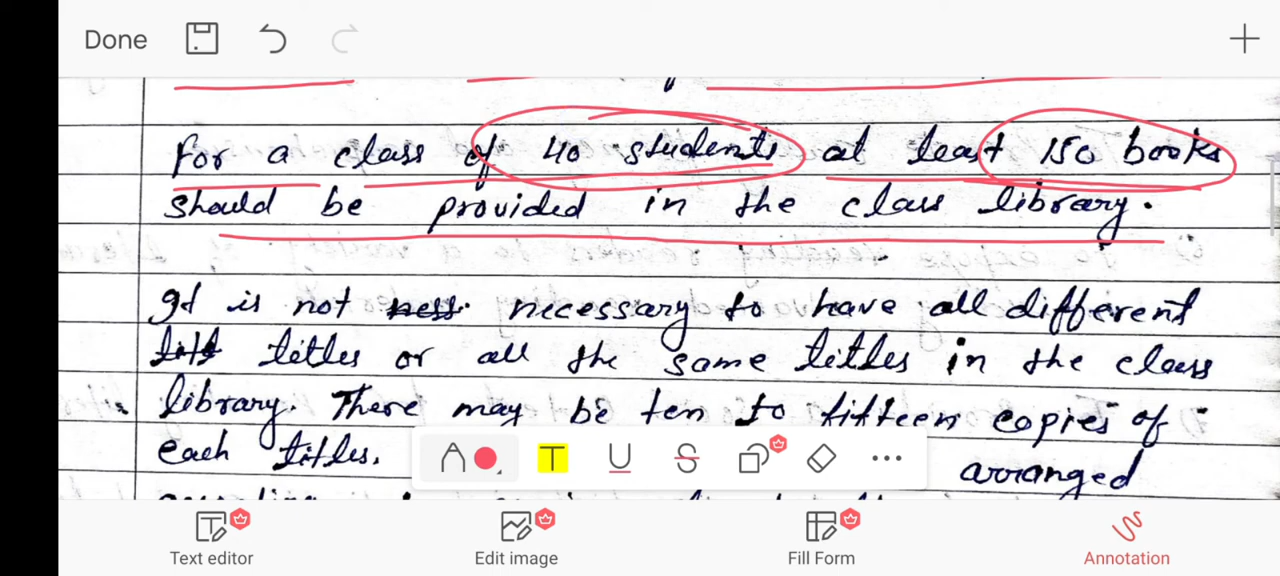 Done
for a class of 40 students at least 150 books
should be provided in the class library.
It is not necessary to have all different
titles or all the same titles in the class
library. There may be ten to fifteen copies of
each titles.
arranged
Text editor
Edit image
Fill Form
Annotation